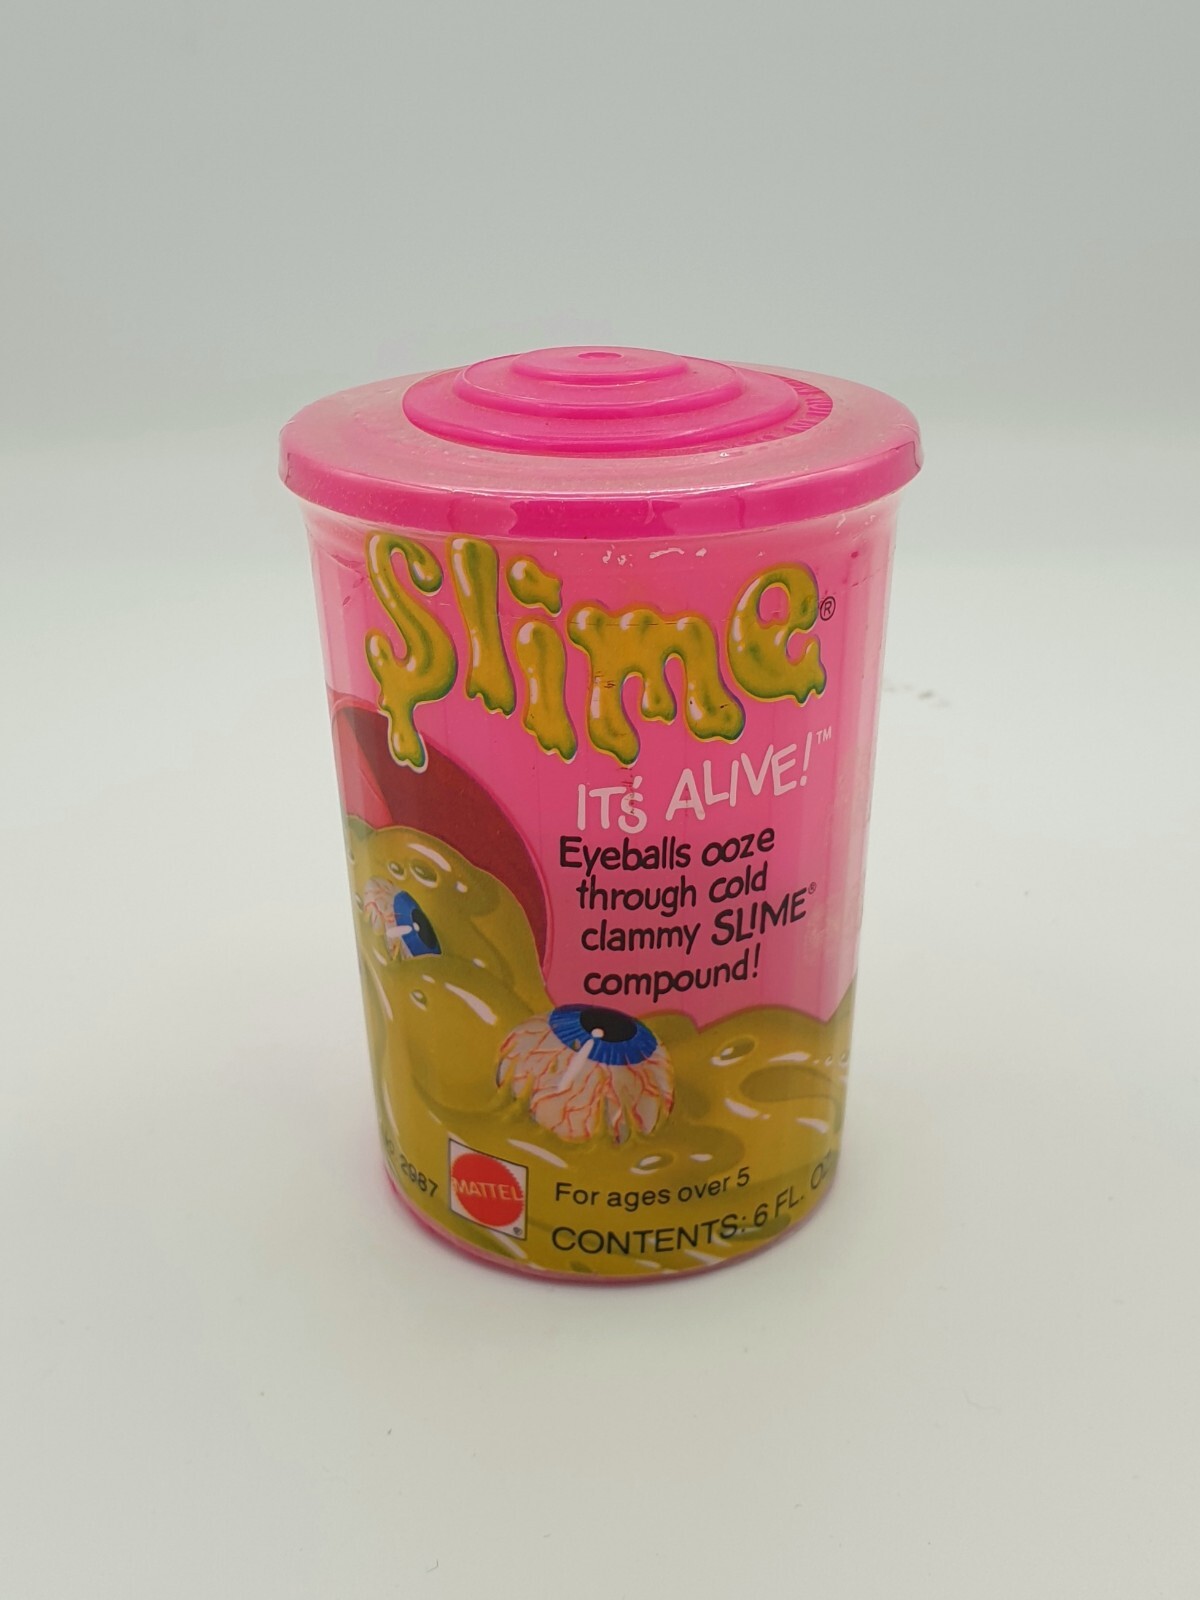 Slime®
IT'S ALIVE!™
Eyeballs ooze
through cold
clammy SLIME®
compound!
2987
MATTEL
®
For ages over 5
CONTENTS: 6 FL. OZ